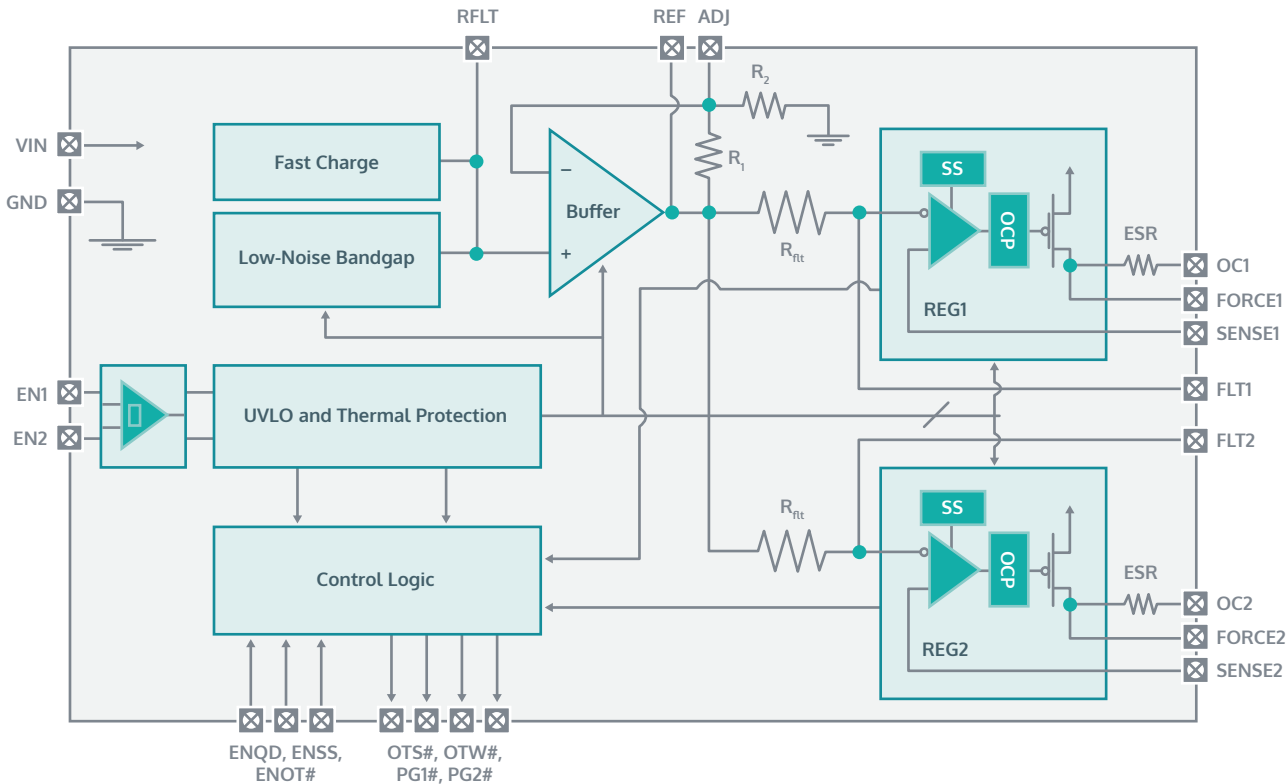 RFLT
REF ADJ
R2
VIN
Fast Charge
R1
SS
GND
Buffer
OCP
ESR
Low-Noise Bandgap
Rflt
OC1
REG1
FORCE1
SENSE1
EN1
FLT1
UVLO and Thermal Protection
EN2
FLT2
Rflt
SS
Control Logic
OCP
ESR
OC2
FORCE2
REG2
SENSE2
ENQD, ENSS,
ENOT#
OTS#, OTW#,
PG1#, PG2#